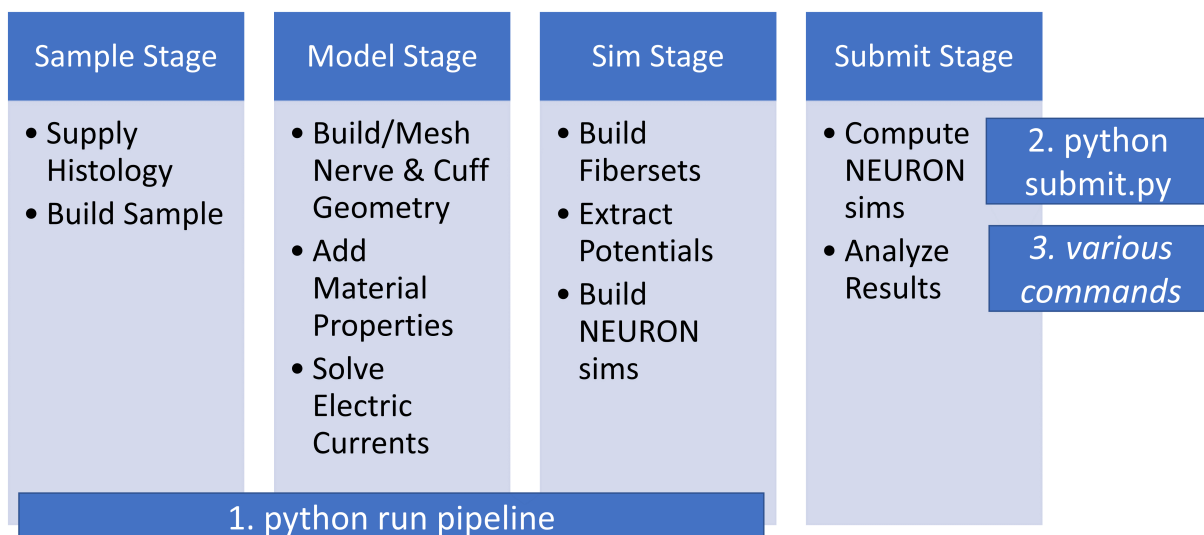 Sample Stage
• Supply
Histology
• Build Sample
Model Stage
• Build/Mesh
Nerve & Cuff
Geometry
• Add
Material
Properties
• Solve
Electric
Currents
Sim Stage
• Build
Fibersets
• Extract
Potentials
• Build
NEURON
sims
Submit Stage
• Compute
NEURON
sims
• Analyze
Results
2. python
submit.py
3. various
commands
1. python run pipeline